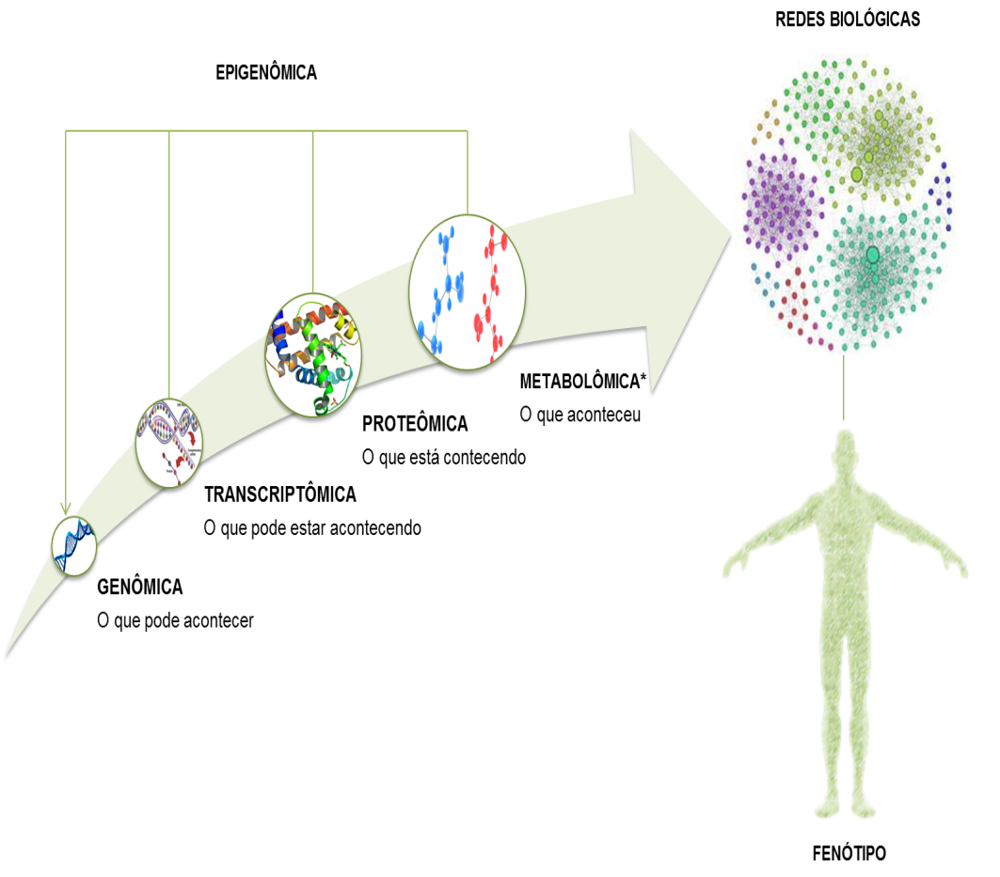 REDES BIOLÓGICAS
EPIGENÔMICA
METABOLÔMICA*
O que aconteceu
PROTEÔMICA
O que está contecendo
TRANSCRIPTÔMICA
O que pode estar acontecendo
GENÔMICA
O que pode acontecer
FENÓTIPO